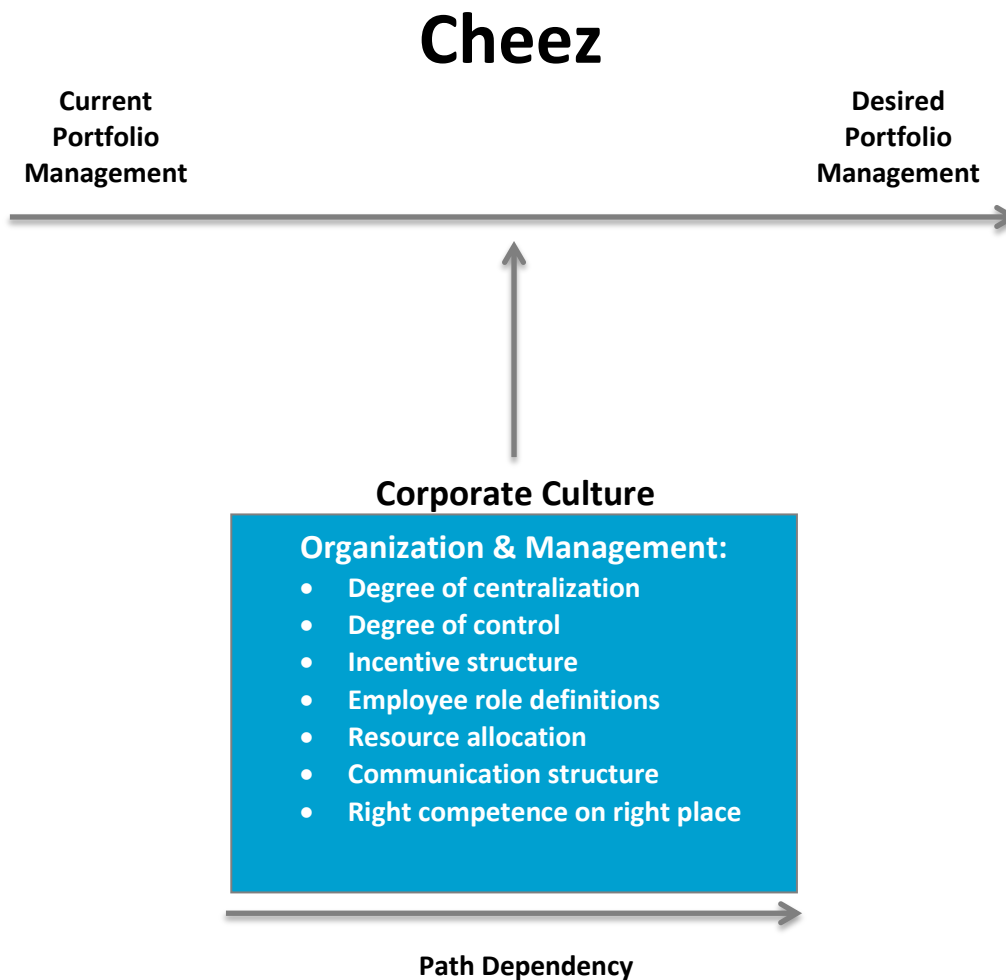 Cheez
Current
Portfolio
Management
Desired
Portfolio
Management
Corporate Culture
Organization & Management:
• Degree of centralization
• Degree of control
• Incentive structure
• Employee role definitions
• Resource allocation
• Communication structure
• Right competence on right place
Path Dependency